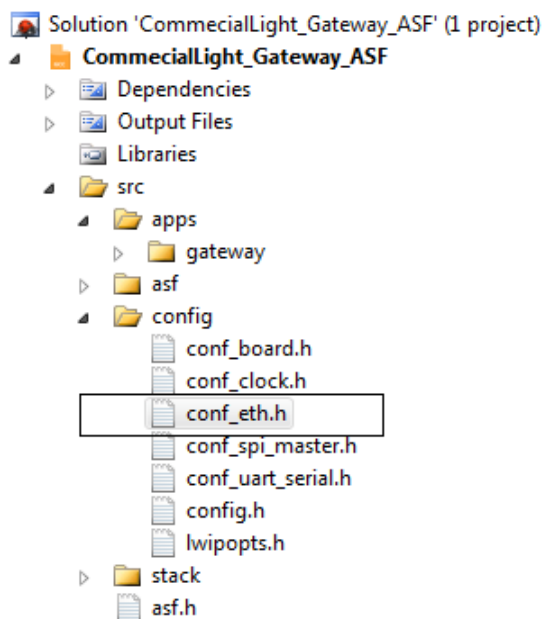 Solution 'CommecialLight_Gateway_ASF' (1 project)
CommecialLight_Gateway_ASF
Dependencies
Output Files
Libraries
src
apps
gateway
asf
config
conf_board.h
conf_clock.h
conf_eth.h
conf_spi_master.h
conf_uart_serial.h
config.h
lwipopts.h
stack
asf.h